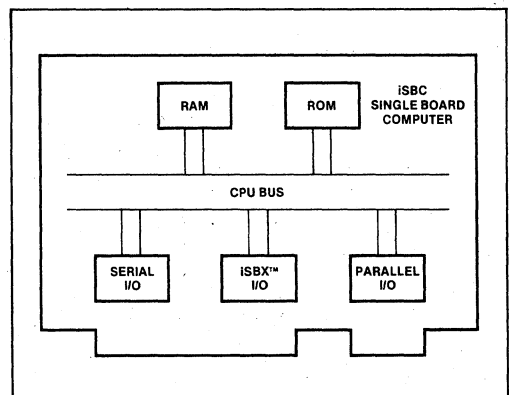 RAM
ROM
iSBC
SINGLE BOARD
COMPUTER
CPU BUS
SERIAL
I/O
iSBX™
I/O
PARALLEL
I/O